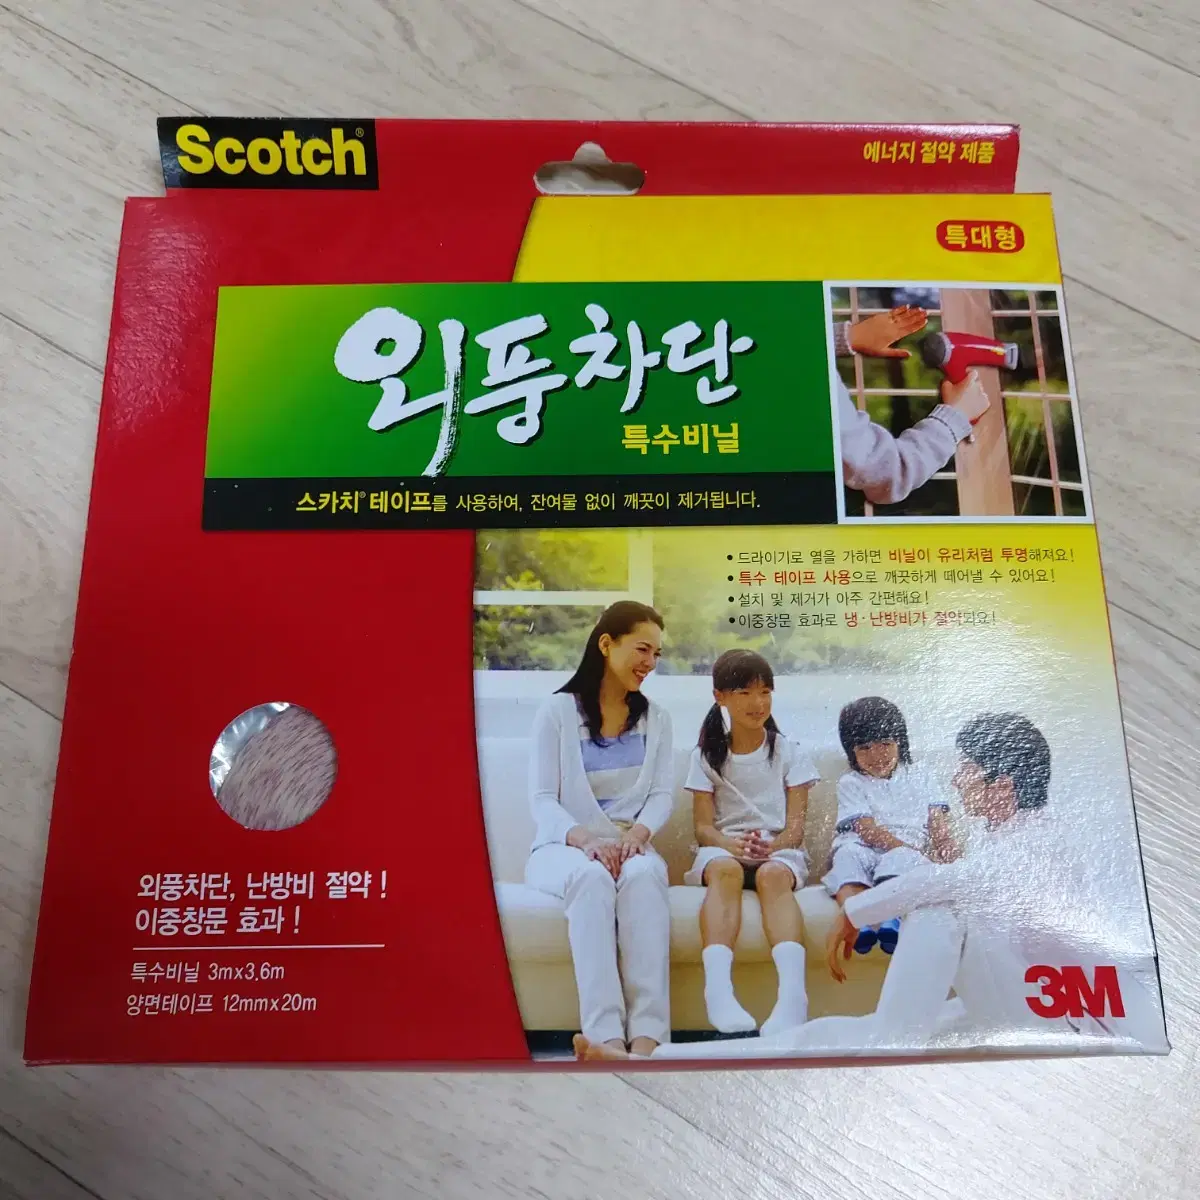 Scotch®
에너지 절약 제품
특대형
외풍차단
특수비닐
스카치® 테이프를 사용하여, 잔여물 없이 깨끗이 제거됩니다.
• 드라이기로 열을 가하면 비닐이 유리처럼 투명해져요!
• 특수 테이프 사용으로 깨끗하게 떼어낼 수 있어요!
• 설치 및 제거가 아주 간편해요!
• 이중창문 효과로 냉·난방비가 절약되요!
외풍차단, 난방비 절약!
이중창문 효과!
특수비닐 3mx3.6m
양면테이프 12mmx20m
3M